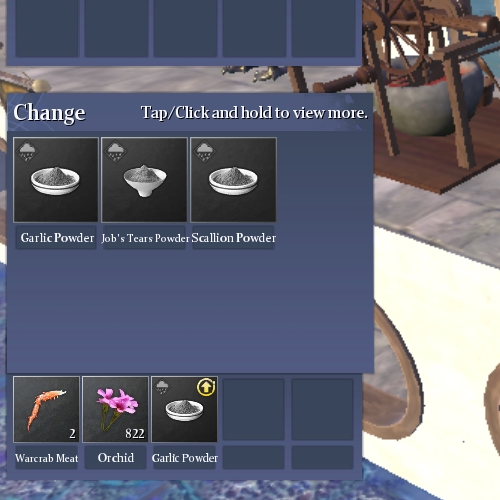 Change
Tap/Click and hold to view more.
Garlic Powder
Job's Tears Powder
Scallion Powder
2
822
Warcrab Meat
Orchid
Garlic Powder